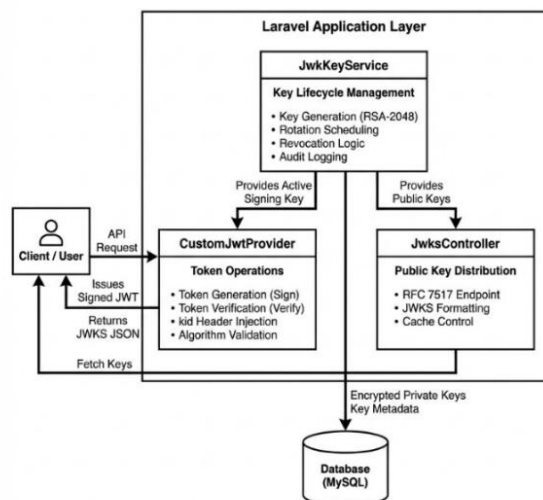 Laravel Application Layer
JwkKeyService
Key Lifecycle Management
• Key Generation (RSA-2048)
• Rotation Scheduling
• Revocation Logic
• Audit Logging
Provides Active
Signing Key
Provides
Public Keys
Client / User
API
Request
Issues
Signed JWT
Returns
JWKS JSON
Fetch Keys
CustomJwtProvider
Token Operations
• Token Generation (Sign)
• Token Verification (Verify)
• kid Header Injection
• Algorithm Validation
JwksController
Public Key Distribution
• RFC 7517 Endpoint
• JWKS Formatting
• Cache Control
Encrypted Private Keys
Key Metadata
Database
(MySQL)